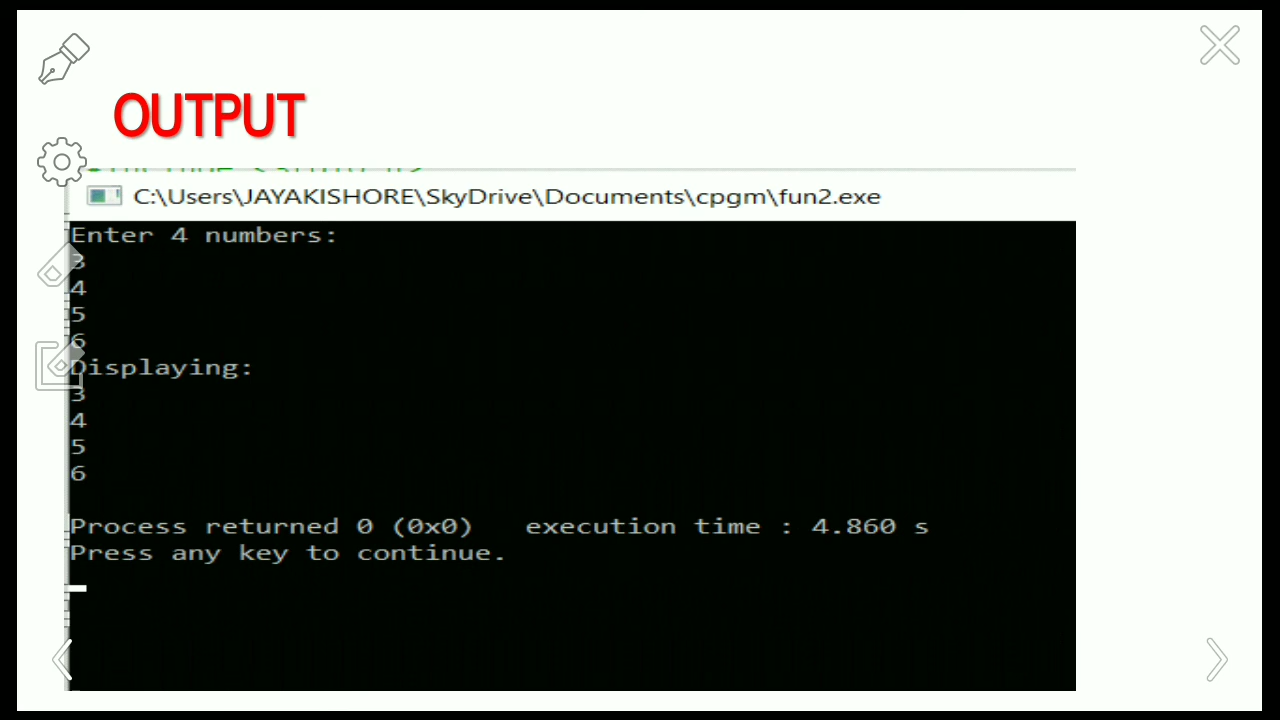 OUTPUT
C:\Users\JAYAKISHORE\SkyDrive\Documents\cpgm\fun2.exe
Enter 4 numbers:
3
4
5
6
Displaying:
3
4
5
6
Process returned 0 (0x0)   execution time : 4.860 s
Press any key to continue.